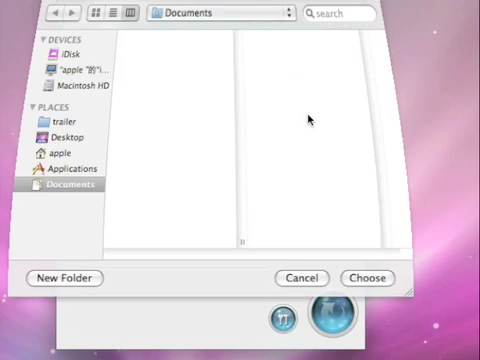 Documents
search
DEVICES
iDisk
"apple "的"i...
Macintosh HD
PLACES
trailer
Desktop
apple
Applications
Documents
New Folder
Cancel
Choose